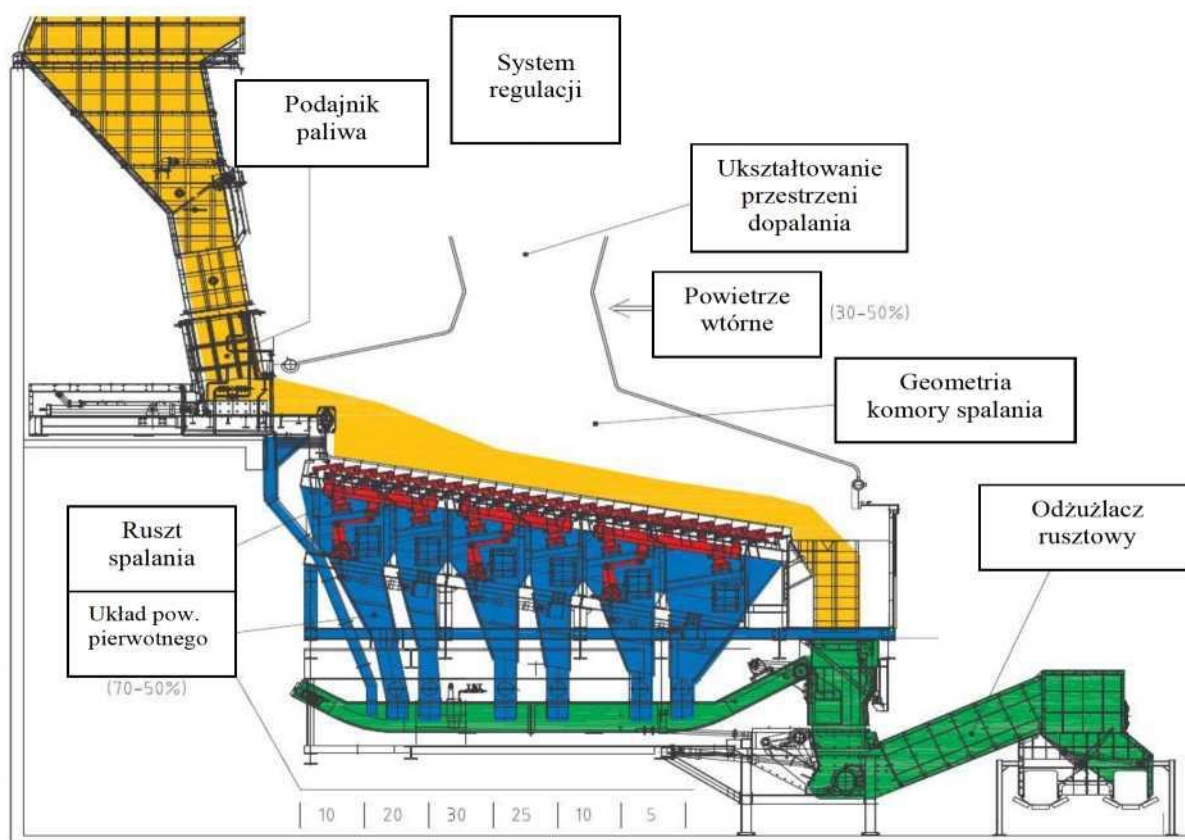 System
regulacji
Podajnik
paliwa
Ukształtowanie
przestrzeni
dopalania
Powietrze
wtórne
(30-50%)
Geometria
komory spalania
Ruszt
spalania
Odżużlacz
rusztowy
Układ pow.
pierwotnego
(70-50%)
10 20 30 25 10 5